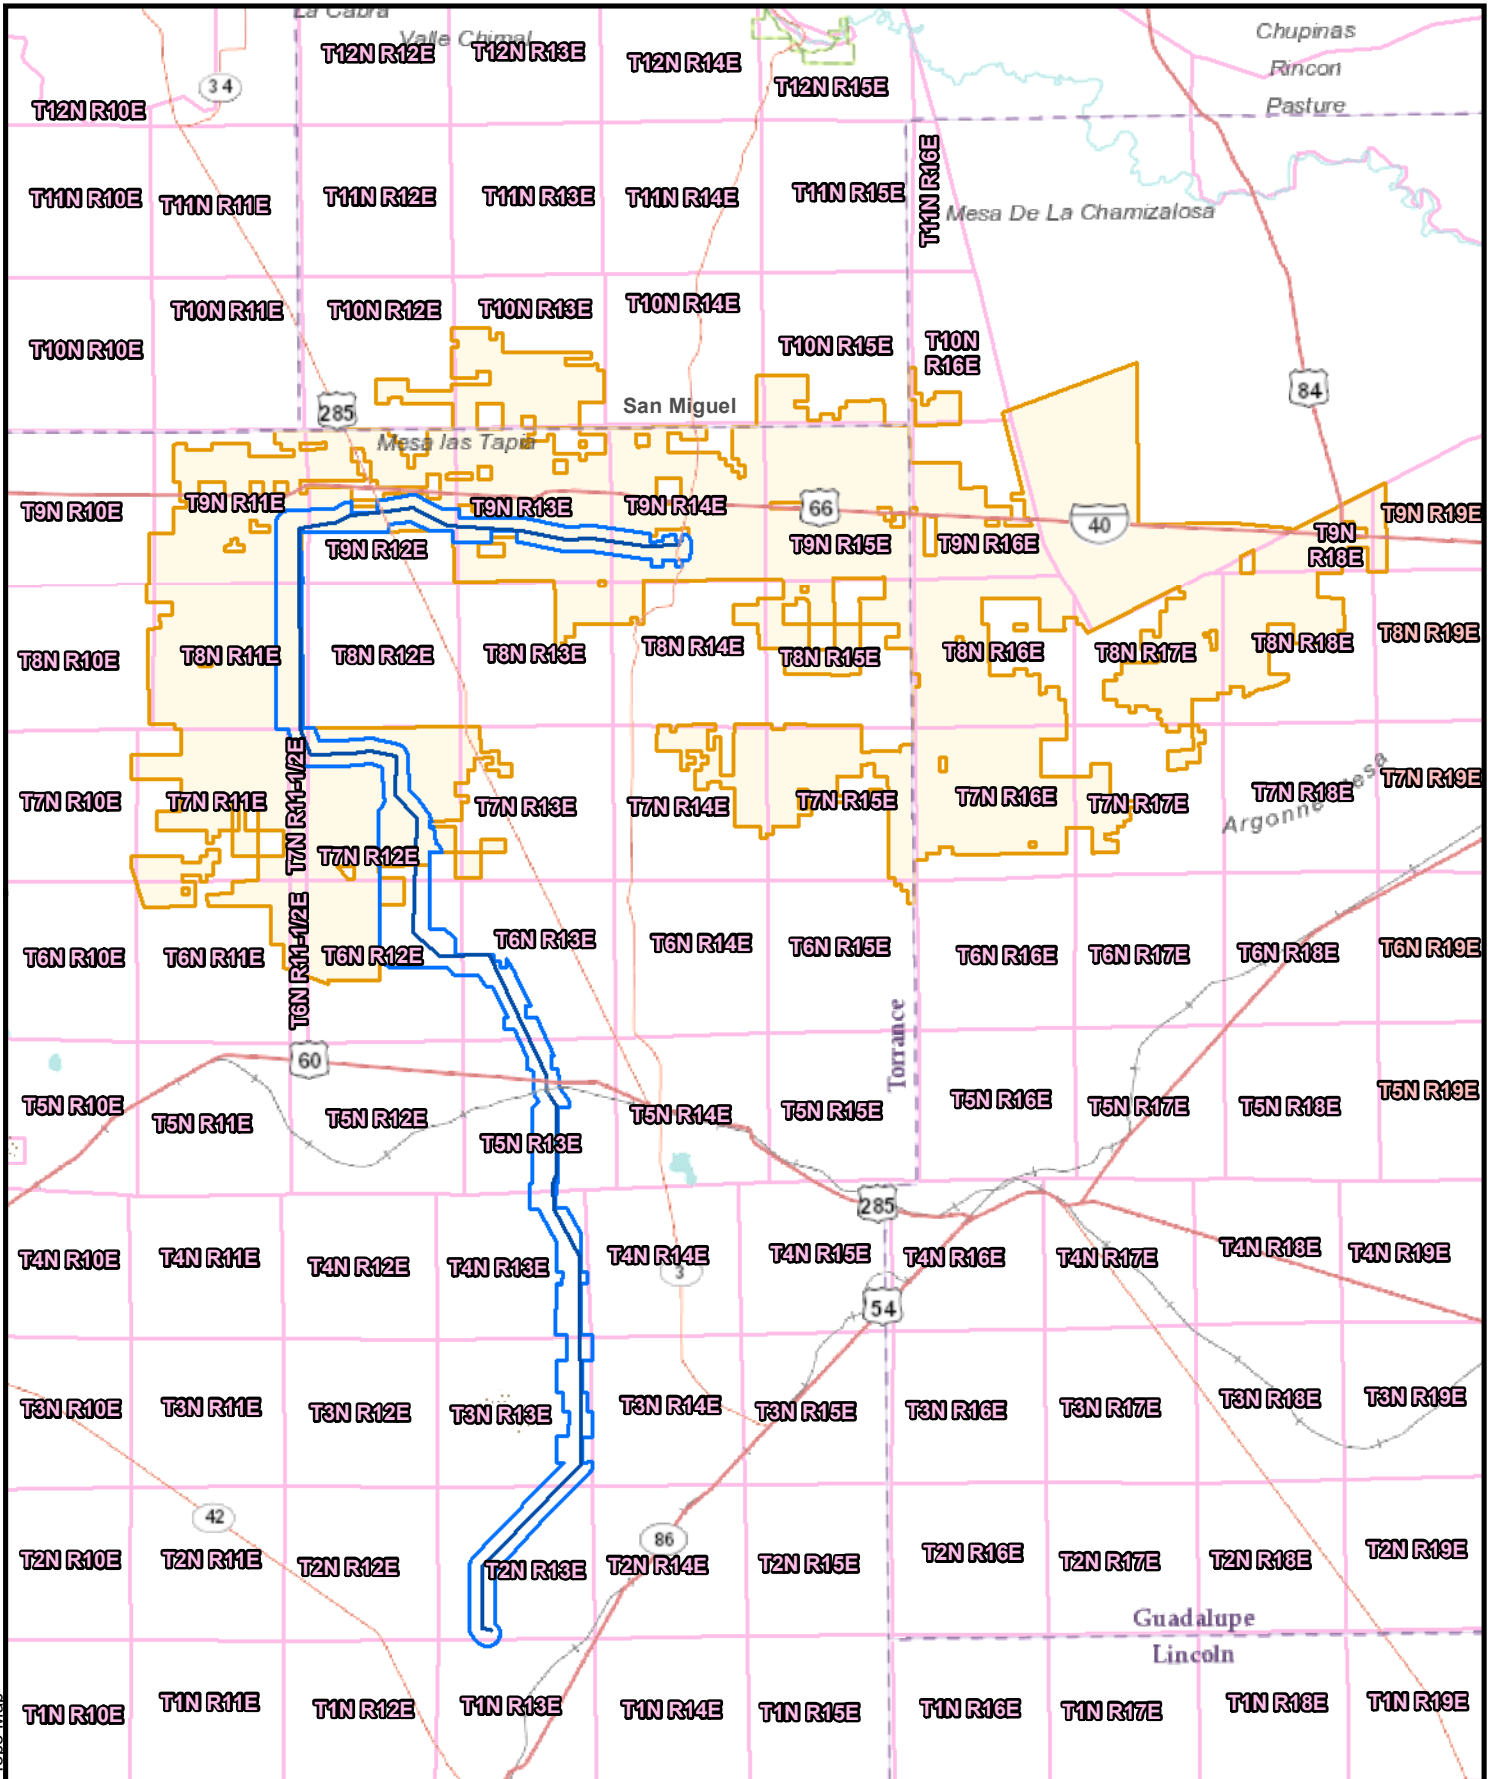 La Cabra
Valle Chimal
Chupinas
Rincon
Pasture
T12N R12E
T12N R13E
T12N R14E
T12N R15E
34
T12N R10E
T11N R10E
T11N R11E
T11N R12E
T11N R13E
T11N R14E
T11N R15E
T11N R16E
Mesa De La Chamizalosa
T10N R10E
T10N R11E
T10N R12E
T10N R13E
T10N R14E
T10N R15E
T10N
R16E
84
285
San Miguel
Mesa las Tapia
T9N R10E
T9N R11E
T9N R12E
T9N R13E
T9N R14E
66
T9N R15E
T9N R16E
40
T9N
R18E
T9N R19E
T8N R10E
T8N R11E
T8N R12E
T8N R13E
T8N R14E
T8N R15E
T8N R16E
T8N R17E
T8N R18E
T8N R19E
T7N R10E
T7N R11E
T7N R11-1/2E
T7N R12E
T7N R13E
T7N R14E
T7N R15E
T7N R16E
T7N R17E
T7N R18E
T7N R19E
Argonne Mesa
T6N R10E
T6N R11E
T6N R11-1/2E
T6N R12E
T6N R13E
T6N R14E
T6N R15E
T6N R16E
T6N R17E
T6N R18E
T6N R19E
Torrance
60
T5N R10E
T5N R11E
T5N R12E
T5N R13E
T5N R14E
T5N R15E
T5N R16E
T5N R17E
T5N R18E
T5N R19E
285
T4N R10E
T4N R11E
T4N R12E
T4N R13E
T4N R14E
3
T4N R15E
T4N R16E
T4N R17E
T4N R18E
T4N R19E
54
T3N R10E
T3N R11E
T3N R12E
T3N R13E
T3N R14E
T3N R15E
T3N R16E
T3N R17E
T3N R18E
T3N R19E
42
86
T2N R10E
T2N R11E
T2N R12E
T2N R13E
T2N R14E
T2N R15E
T2N R16E
T2N R17E
T2N R18E
T2N R19E
Guadalupe
Lincoln
T1N R10E
T1N R11E
T1N R12E
T1N R13E
T1N R14E
T1N R15E
T1N R16E
T1N R17E
T1N R18E
T1N R19E